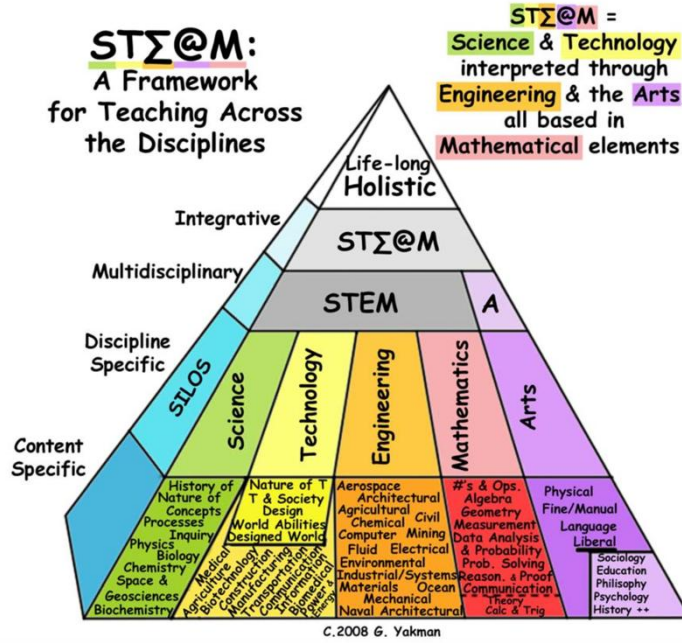 STΣ@M:
A Framework
for Teaching Across
the Disciplines
STΣ@M =
Science & Technology
interpreted through
Engineering & the Arts
all based in
Mathematical elements
Life-long
Holistic
Integrative
STΣ@M
Multidisciplinary
STEM
A
Discipline
Specific
SILOS
Science
Technology
Engineering
Mathematics
Arts
Content
Specific
History of
Nature of
Concepts
Processes
Inquiry
Physics
Biology
Chemistry
Space &
Geosciences
Biochemistry
Nature of T
T & Society
Design
World Abilities
Designed World
Medical
Agriculture
Biotechnology
Construction
Manufacturing
Transportation
Communication
Information
Biomedical
Power &
Energy
Aerospace
Architectural
Agricultural
Chemical Civil
Computer Mining
Fluid Electrical
Environmental
Industrial/Systems
Materials Ocean
Mechanical
Naval Architectural
#'s & Ops.
Algebra
Geometry
Measurement
Data Analysis
& Probability
Prob. Solving
Reason. & Proof
Communication
Theory
Calc & Trig
Physical
Fine/Manual
Language
Liberal
Sociology
Education
Philisophy
Psychology
History ++
C.2008 G. Yakman